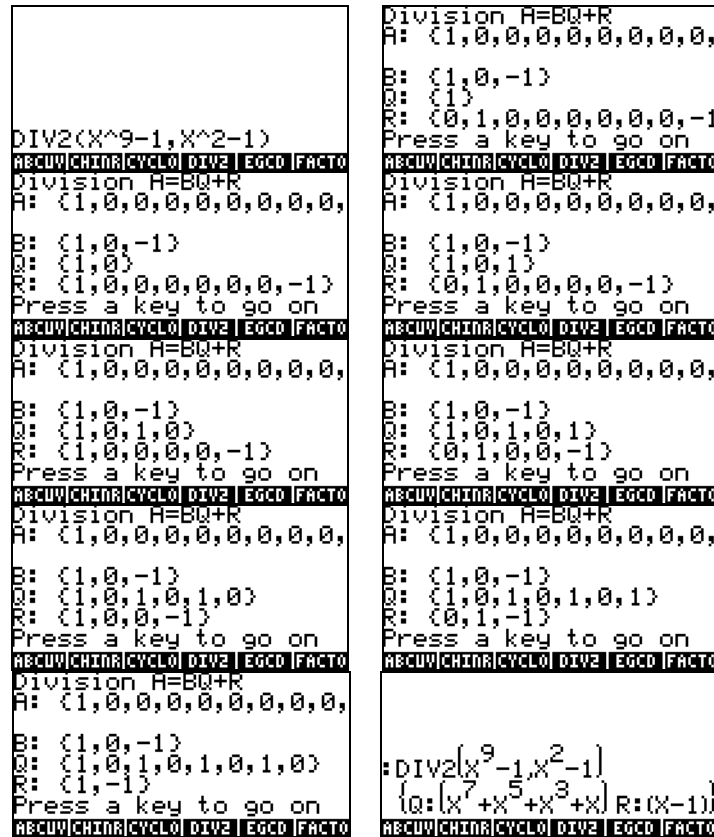 DIV2(X^9-1,X^2-1)
ABCUV CHINR CYCLO DIV2 EGCD FACTO
Division A=BQ+R
A: {1,0,0,0,0,0,0,0,0,
B: {1,0,-1}
Q: {1}
R: {0,1,0,0,0,0,0,0,-1
Press a key to go on
ABCUV CHINR CYCLO DIV2 EGCD FACTO
Division A=BQ+R
A: {1,0,0,0,0,0,0,0,0,
B: {1,0,-1}
Q: {1,0}
R: {1,0,0,0,0,0,0,-1}
Press a key to go on
ABCUV CHINR CYCLO DIV2 EGCD FACTO
Division A=BQ+R
A: {1,0,0,0,0,0,0,0,0,
B: {1,0,-1}
Q: {1,0,1}
R: {0,1,0,0,0,0,-1}
Press a key to go on
ABCUV CHINR CYCLO DIV2 EGCD FACTO
Division A=BQ+R
A: {1,0,0,0,0,0,0,0,0,
B: {1,0,-1}
Q: {1,0,1,0}
R: {1,0,0,0,0,-1}
Press a key to go on
ABCUV CHINR CYCLO DIV2 EGCD FACTO
Division A=BQ+R
A: {1,0,0,0,0,0,0,0,0,
B: {1,0,-1}
Q: {1,0,1,0,1}
R: {0,1,0,0,-1}
Press a key to go on
ABCUV CHINR CYCLO DIV2 EGCD FACTO
Division A=BQ+R
A: {1,0,0,0,0,0,0,0,0,
B: {1,0,-1}
Q: {1,0,1,0,1,0}
R: {1,0,0,-1}
Press a key to go on
ABCUV CHINR CYCLO DIV2 EGCD FACTO
Division A=BQ+R
A: {1,0,0,0,0,0,0,0,0,
B: {1,0,-1}
Q: {1,0,1,0,1,0,1}
R: {0,1,-1}
Press a key to go on
ABCUV CHINR CYCLO DIV2 EGCD FACTO
Division A=BQ+R
A: {1,0,0,0,0,0,0,0,0,
B: {1,0,-1}
Q: {1,0,1,0,1,0,1,0}
R: {1,-1}
Press a key to go on
ABCUV CHINR CYCLO DIV2 EGCD FACTO
:DIV2(X^9-1,X^2-1)
{Q:(X^7+X^5+X^3+X) R:(X-1)}
ABCUV CHINR CYCLO DIV2 EGCD FACTO